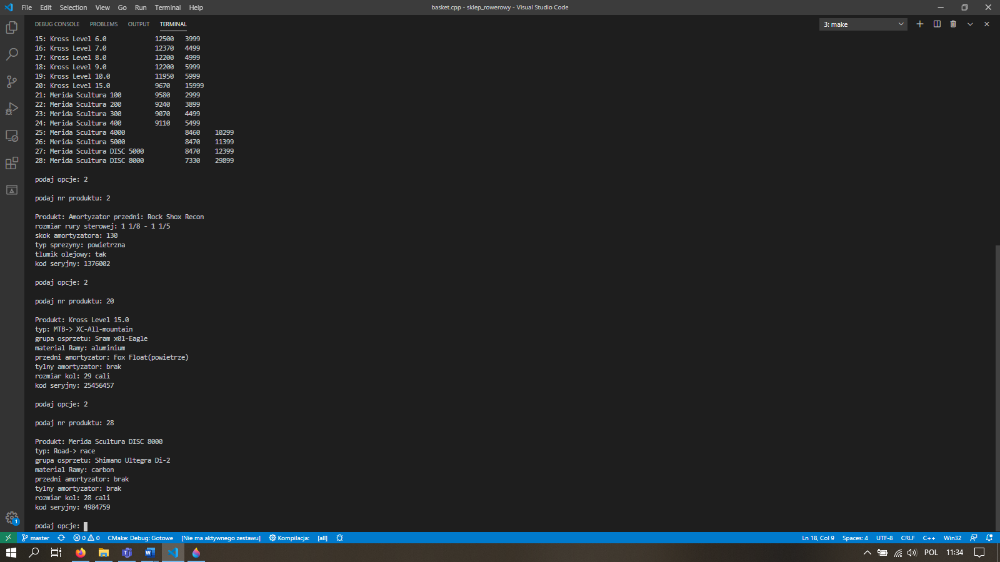 File Edit Selection View Go Run Terminal Help
basket.cpp - sklep_rowerowy - Visual Studio Code
DEBUG CONSOLE PROBLEMS OUTPUT TERMINAL
3: make
15: Kross Level 6.0 12500 3999
16: Kross Level 7.0 12370 4499
17: Kross Level 8.0 12200 4999
18: Kross Level 9.0 12200 5999
19: Kross Level 10.0 11950 5999
20: Kross Level 15.0 9670 15999
21: Merida Scultura 100 9580 2999
22: Merida Scultura 200 9240 3899
23: Merida Scultura 300 9070 4499
24: Merida Scultura 400 9110 5499
25: Merida Scultura 4000 8460 10299
26: Merida Scultura 5000 8470 11399
27: Merida Scultura DISC 5000 8470 12399
28: Merida Scultura DISC 8000 7330 29899
podaj opcje: 2
podaj nr produktu: 2
Produkt: Amortyzator przedni: Rock Shox Recon
rozmiar rury sterowej: 1 1/8 - 1 1/5
skok amortyzatora: 130
typ sprezyny: powietrzna
tlumik olejowy: tak
kod seryjny: 1376002
podaj opcje: 2
podaj nr produktu: 20
Produkt: Kross Level 15.0
typ: MTB-> XC-All-mountain
grupa osprzetu: Sram x01-Eagle
material Ramy: aluminium
przedni amortyzator: Fox Float(powietrze)
tylny amortyzator: brak
rozmiar kol: 29 cali
kod seryjny: 25456457
podaj opcje: 2
podaj nr produktu: 28
Produkt: Merida Scultura DISC 8000
typ: Road-> race
grupa osprzetu: Shimano Ultegra Di-2
material Ramy: carbon
przedni amortyzator: brak
tylny amortyzator: brak
rozmiar kol: 28 cali
kod seryjny: 4984759
podaj opcje:
1
master 0 0 CMake: Debug: Gotowe [Nie ma aktywnego zestawu] Kompilacja: [all]
Ln 18, Col 9 Spaces: 4 UTF-8 CRLF C++ Win32
POL 11:34